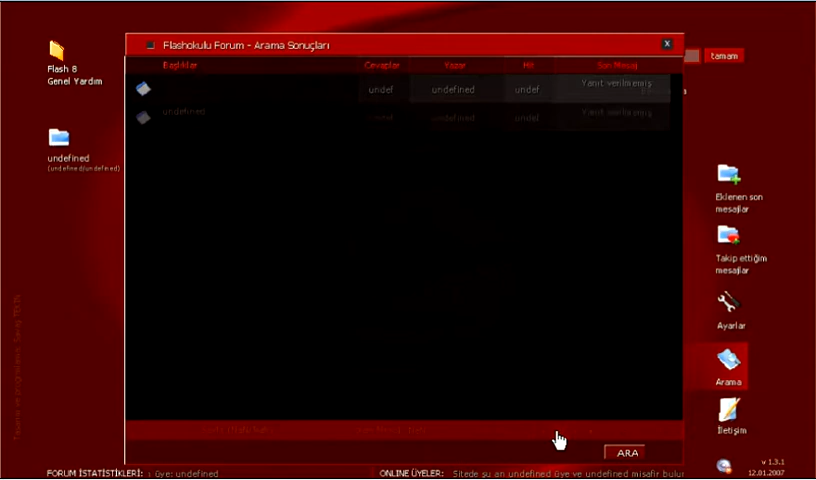 Flashokulu Forum - Arama Sonuçları
x
tamam
Flash 8
Genel Yardım
Başlıklar
Cevaplar
Yazar
Hit
Son Mesaj
undef
undefined
undef
Yanıt verilmemiş
undefined
undef
undefined
undef
Yanıt verilmemiş
undefined
(undefined/undefined)
Eklenen son
mesajlar
Takip ettiğim
mesajlar
Ayarlar
Arama
İletişim
ARA
v 1.3.1
12.01.2007
FORUM İSTATİSTİKLERİ: : üye: undefined
ONLINE ÜYELER: Sitede şu an undefined üye ve undefined misafir bulur